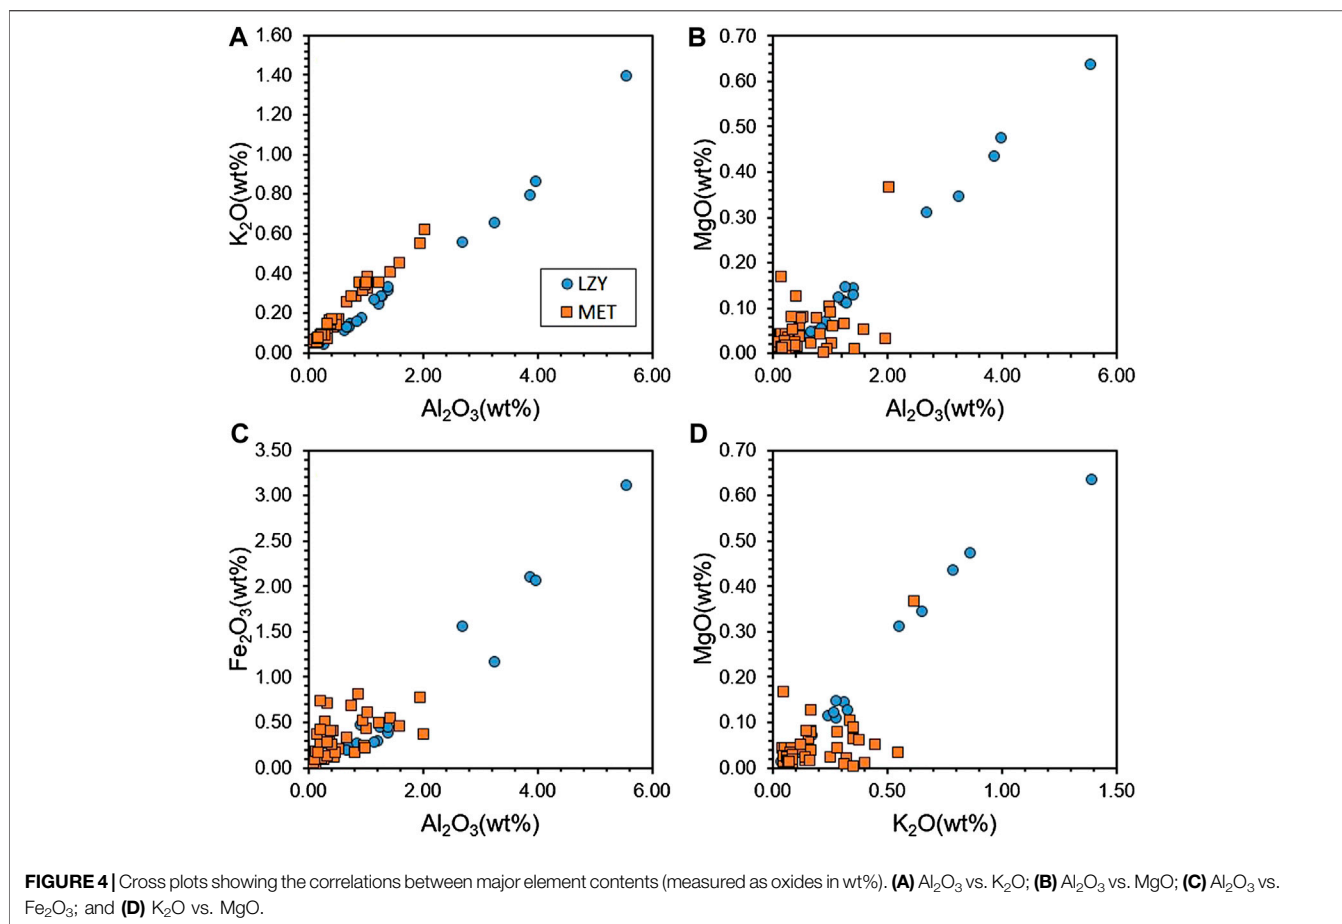 A
1.60
1.40
1.20
1.00
0.80
0.60
0.40
0.20
0.00
K₂O(wt%)
LZY
MET
0.00 2.00 4.00 6.00
Al₂O₃(wt%)
B
0.70
0.60
0.50
0.40
0.30
0.20
0.10
0.00
MgO(wt%)
0.00 2.00 4.00 6.00
Al₂O₃(wt%)
C
3.50
3.00
2.50
2.00
1.50
1.00
0.50
0.00
Fe₂O₃(wt%)
0.00 2.00 4.00 6.00
Al₂O₃(wt%)
D
0.70
0.60
0.50
0.40
0.30
0.20
0.10
0.00
MgO(wt%)
0.00 0.50 1.00 1.50
K₂O(wt%)
FIGURE 4 | Cross plots showing the correlations between major element contents (measured as oxides in wt%). (A) Al₂O₃ vs. K₂O; (B) Al₂O₃ vs. MgO; (C) Al₂O₃ vs.
Fe₂O₃; and (D) K₂O vs. MgO.